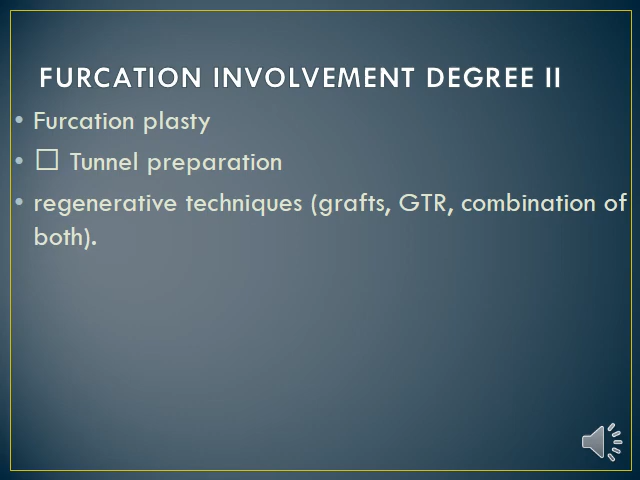 FURCATION INVOLVEMENT DEGREE II
• Furcation plasty
• □ Tunnel preparation
• regenerative techniques (grafts, GTR, combination of
both).